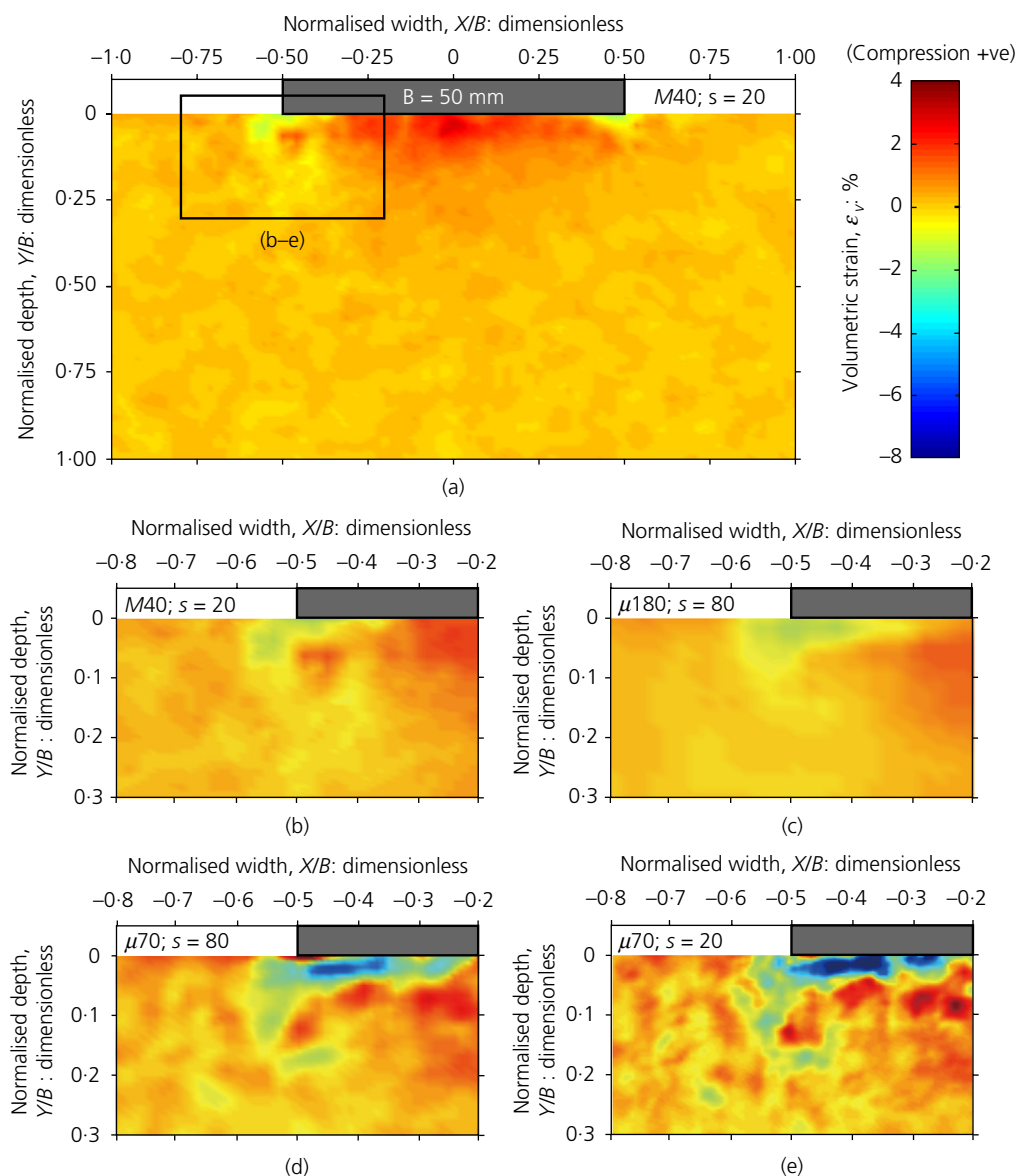 Normalised width, X/B: dimensionless
(Compression +ve)
−1·0 −0·75 −0·50 −0·25 0 0·25 0·50 0·75 1·00
B = 50 mm
M40; s = 20
0
0·25
0·50
0·75
1·00
Normalised depth, Y/B: dimensionless
(b–e)
4
2
0
−2
−4
−6
−8
Volumetric strain, εv: %
(a)
Normalised width, X/B: dimensionless
−0·8 −0·7 −0·6 −0·5 −0·4 −0·3 −0·2
M40; s = 20
0
0·1
0·2
0·3
Normalised depth,
Y/B : dimensionless
(b)
Normalised width, X/B: dimensionless
−0·8 −0·7 −0·6 −0·5 −0·4 −0·3 −0·2
μ180; s = 80
0
0·1
0·2
0·3
Normalised depth,
Y/B : dimensionless
(c)
Normalised width, X/B: dimensionless
−0·8 −0·7 −0·6 −0·5 −0·4 −0·3 −0·2
μ70; s = 80
0
0·1
0·2
0·3
Normalised depth,
Y/B : dimensionless
(d)
Normalised width, X/B: dimensionless
−0·8 −0·7 −0·6 −0·5 −0·4 −0·3 −0·2
μ70; s = 20
0
0·1
0·2
0·3
Normalised depth,
Y/B : dimensionless
(e)